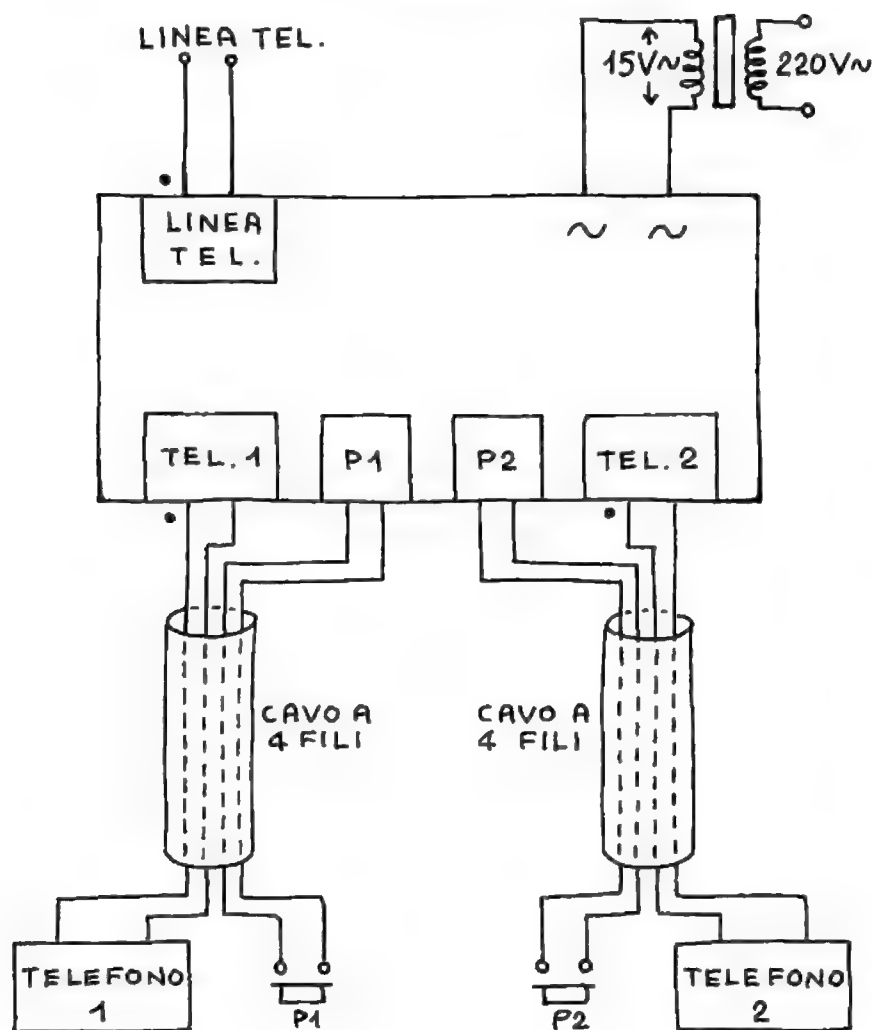 LINEA TEL.
15V~
220V~
LINEA
TEL.
~ ~
TEL. 1
P1
P2
TEL. 2
CAVO A
4 FILI
CAVO A
4 FILI
TELEFONO
1
P1
P2
TELEFONO
2